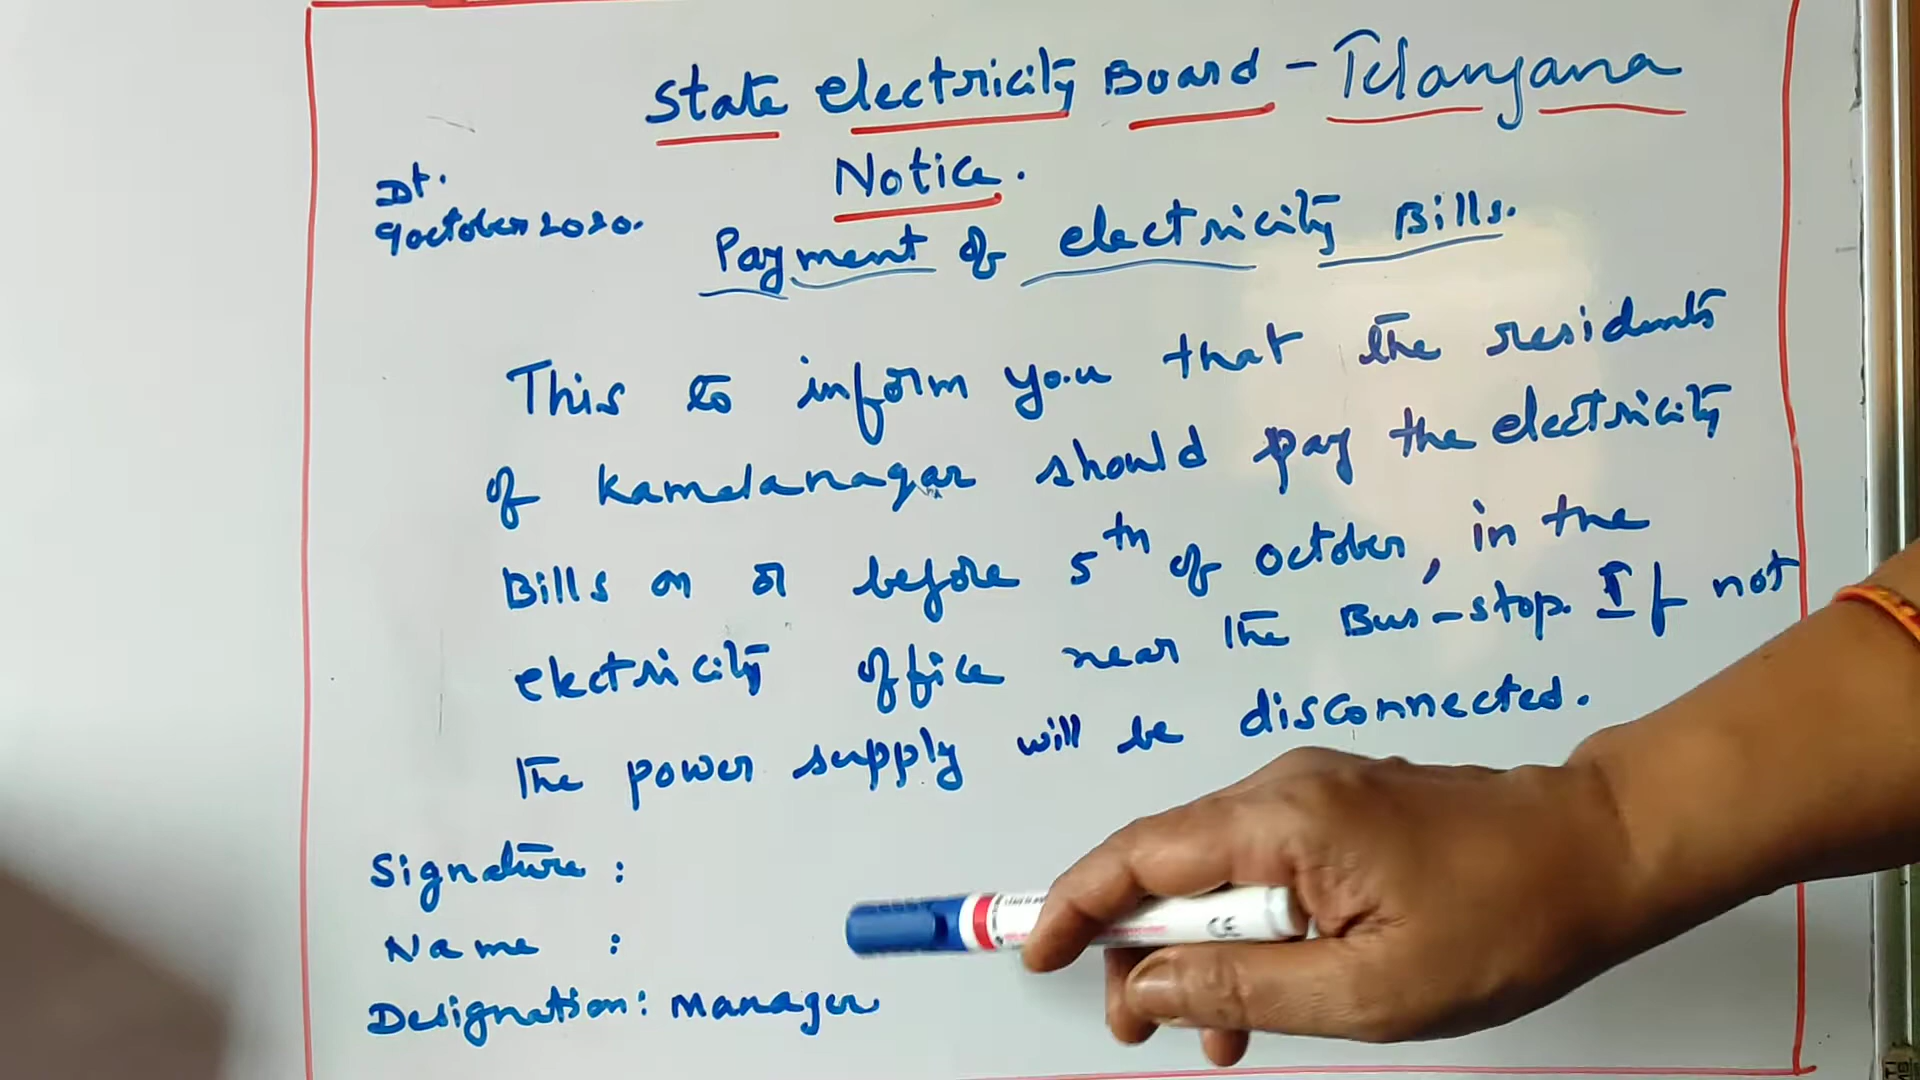 State Electricity Board - Telangana
Notice.
Dt.
9 october 2020.
Payment of electricity Bills.
This to inform you that the residents
of Kamalanagar should pay the electricity
Bills on or before 5th of October, in the
electricity office near the Bus-stop. If not
the power supply will be disconnected.
Signature :
Name :
Designation : Manager
CE